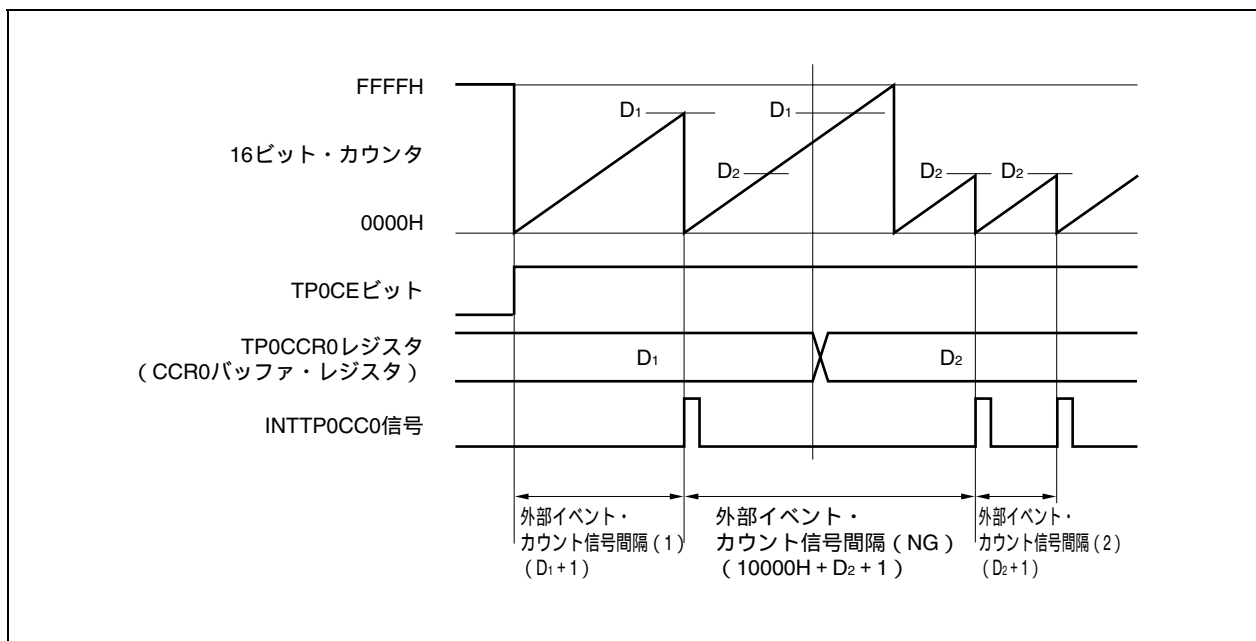 FFFFH
16ビット・カウンタ
0000H
D1
D2
D1
D2
D2
TP0CEビット
TP0CCR0レジスタ
(CCR0バッファ・レジスタ)
D1
D2
INTTP0CC0信号
外部イベント・
カウント信号間隔(1)
(D1+1)
外部イベント・
カウント信号間隔(NG)
(10000H+D2+1)
外部イベント・
カウント信号間隔(2)
(D2+1)